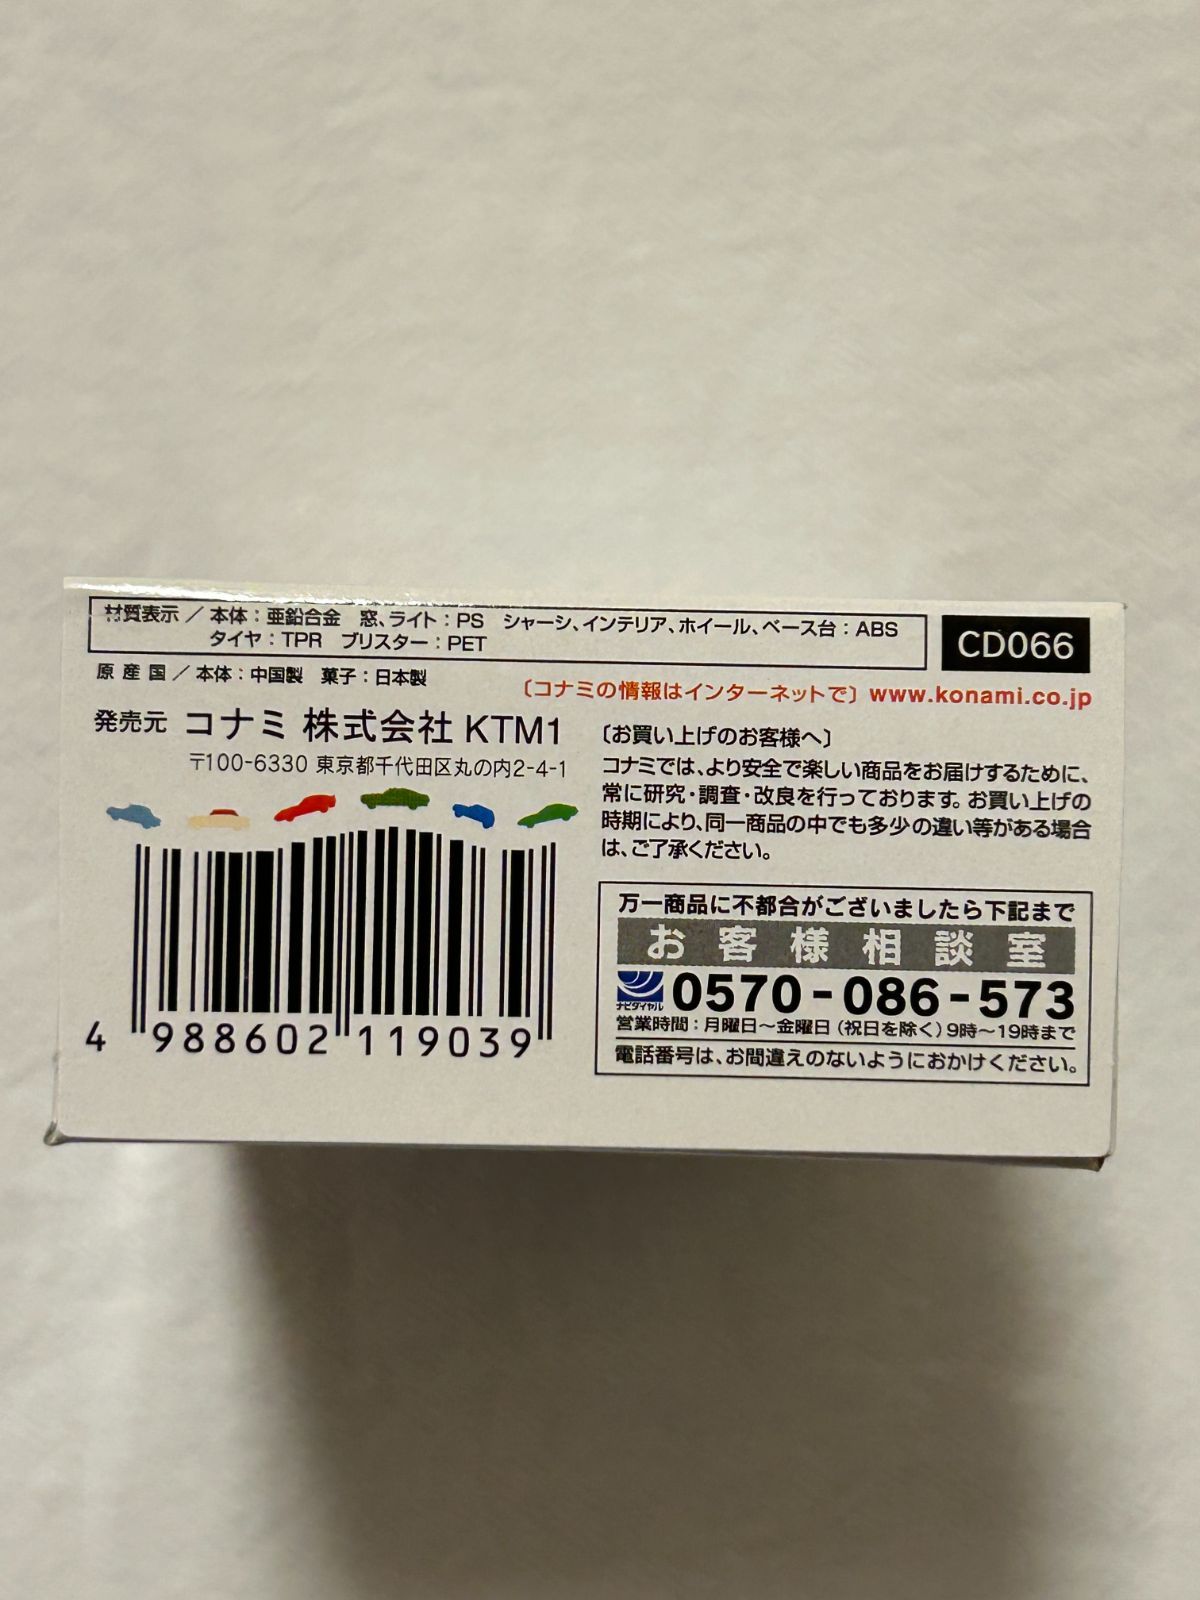 材質表示／本体：亜鉛合金　窓、ライト：PS　シャーシ、インテリア、ホイール、ベース台：ABS
タイヤ：TPR　ブリスター：PET
CD066
原産国／本体：中国製　菓子：日本製
〔コナミの情報はインターネットで〕www.konami.co.jp
発売元 コナミ 株式会社 KTM1
〒100-6330 東京都千代田区丸の内2-4-1
〔お買い上げのお客様へ〕
コナミでは、より安全で楽しい商品をお届けするために、
常に研究・調査・改良を行っております。お買い上げの
時期により、同一商品の中でも多少の違い等がある場合
は、ご了承ください。
4 988602 119039
万一商品に不都合がございましたら下記まで
お客様相談室
ナビダイヤル 0570-086-573
営業時間：月曜日～金曜日（祝日を除く）9時～19時まで
電話番号は、お間違えのないようにおかけください。